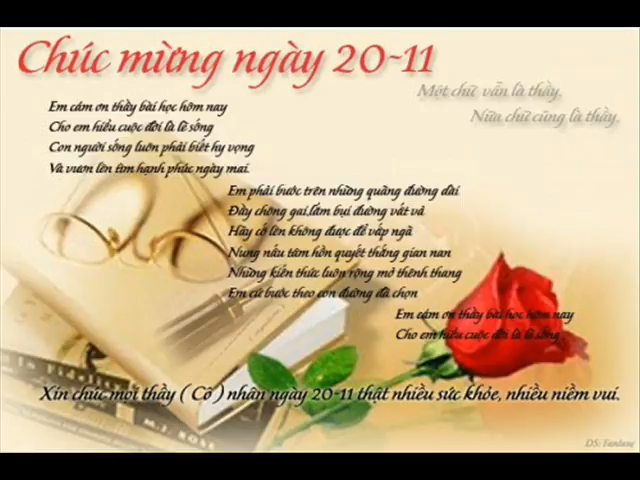 Chúc mừng ngày 20-11
Một chữ vẫn là thầy.
Nửa chữ cũng là thầy.
Em cám ơn thầy bài học hôm nay
Cho em hiểu cuộc đời là lẽ sống
Con người sống luôn phải biết hy vọng
Và vươn lên tìm hạnh phúc ngày mai.
Em phải bước trên những quãng đường dài
Đầy chông gai,lấm bụi đường vất vả
Hãy cố lên không được để vấp ngã
Nung nấu tâm hồn quyết thắng gian nan
Những kiến thức luôn rộng mở thênh thang
Em cứ bước theo con đường đã chọn
Em cám ơn thầy bài học hôm nay
Cho em hiểu cuộc đời là lẽ sống
Xin chúc mọi thầy ( Cô ) nhân ngày 20-11 thật nhiều sức khỏe, nhiều niềm vui.
M. J. ROSE
DS: Fantasy